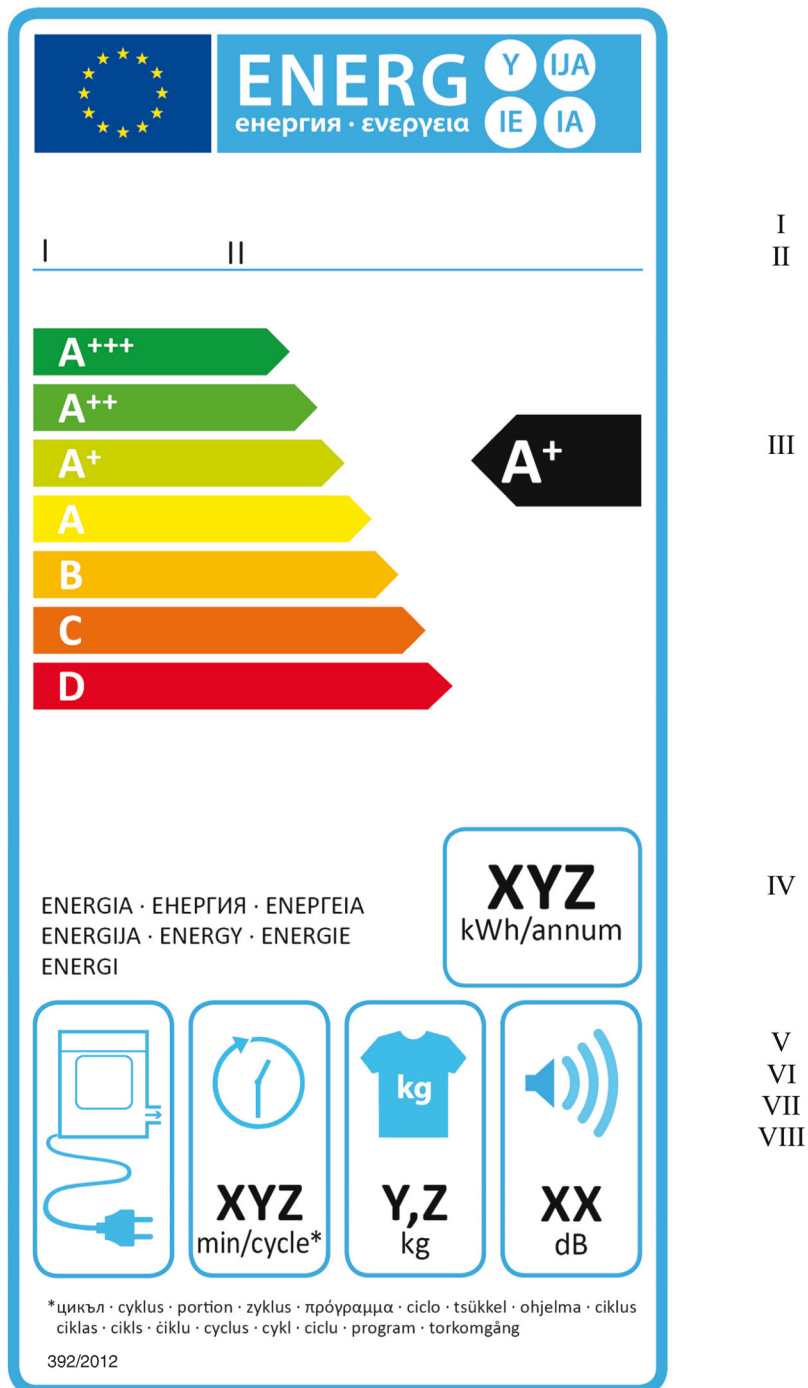 ENERG Y IJA
енергия · ενεργεια IE IA
I
II
I II
A+++
A++
A+
A+
III
A
B
C
D
XYZ
kWh/annum
IV
ENERGIA · ЕНЕРГИЯ · ΕΝΕΡΓΕΙΑ
ENERGIJA · ENERGY · ENERGIE
ENERGI
V
VI
VII
VIII
kg
XYZ
min/cycle*
Y,Z
kg
XX
dB
*цикъл · cyklus · portion · zyklus · πρόγραμμα · ciclo · tsükkel · ohjelma · ciklus
ciklas · cikls · ċiklu · cyclus · cykl · ciclu · program · torkomgång
392/2012